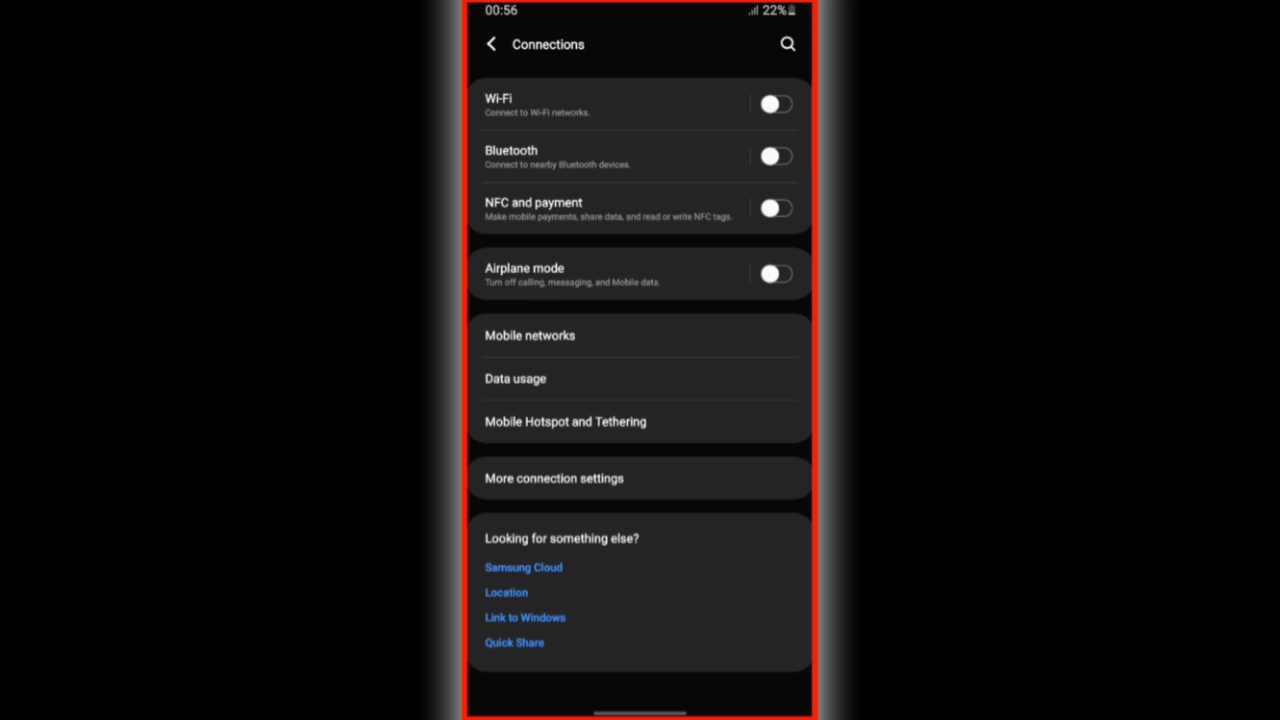 00:56 22%
Connections
Wi-Fi
Connect to Wi-Fi networks.
Bluetooth
Connect to nearby Bluetooth devices.
NFC and payment
Make mobile payments, share data, and read or write NFC tags.
Airplane mode
Turn off calling, messaging, and Mobile data.
Mobile networks
Data usage
Mobile Hotspot and Tethering
More connection settings
Looking for something else?
Samsung Cloud
Location
Link to Windows
Quick Share